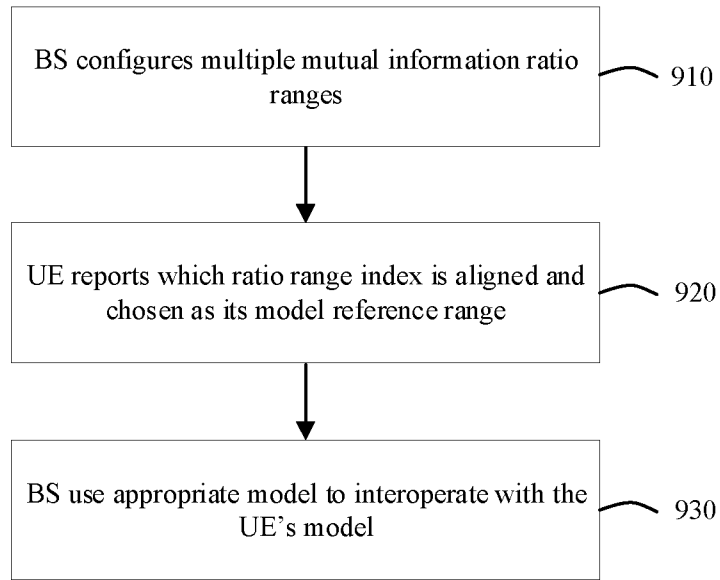 BS configures multiple mutual information ratio
ranges
910
UE reports which ratio range index is aligned and
chosen as its model reference range
920
BS use appropriate model to interoperate with the
UE's model
930